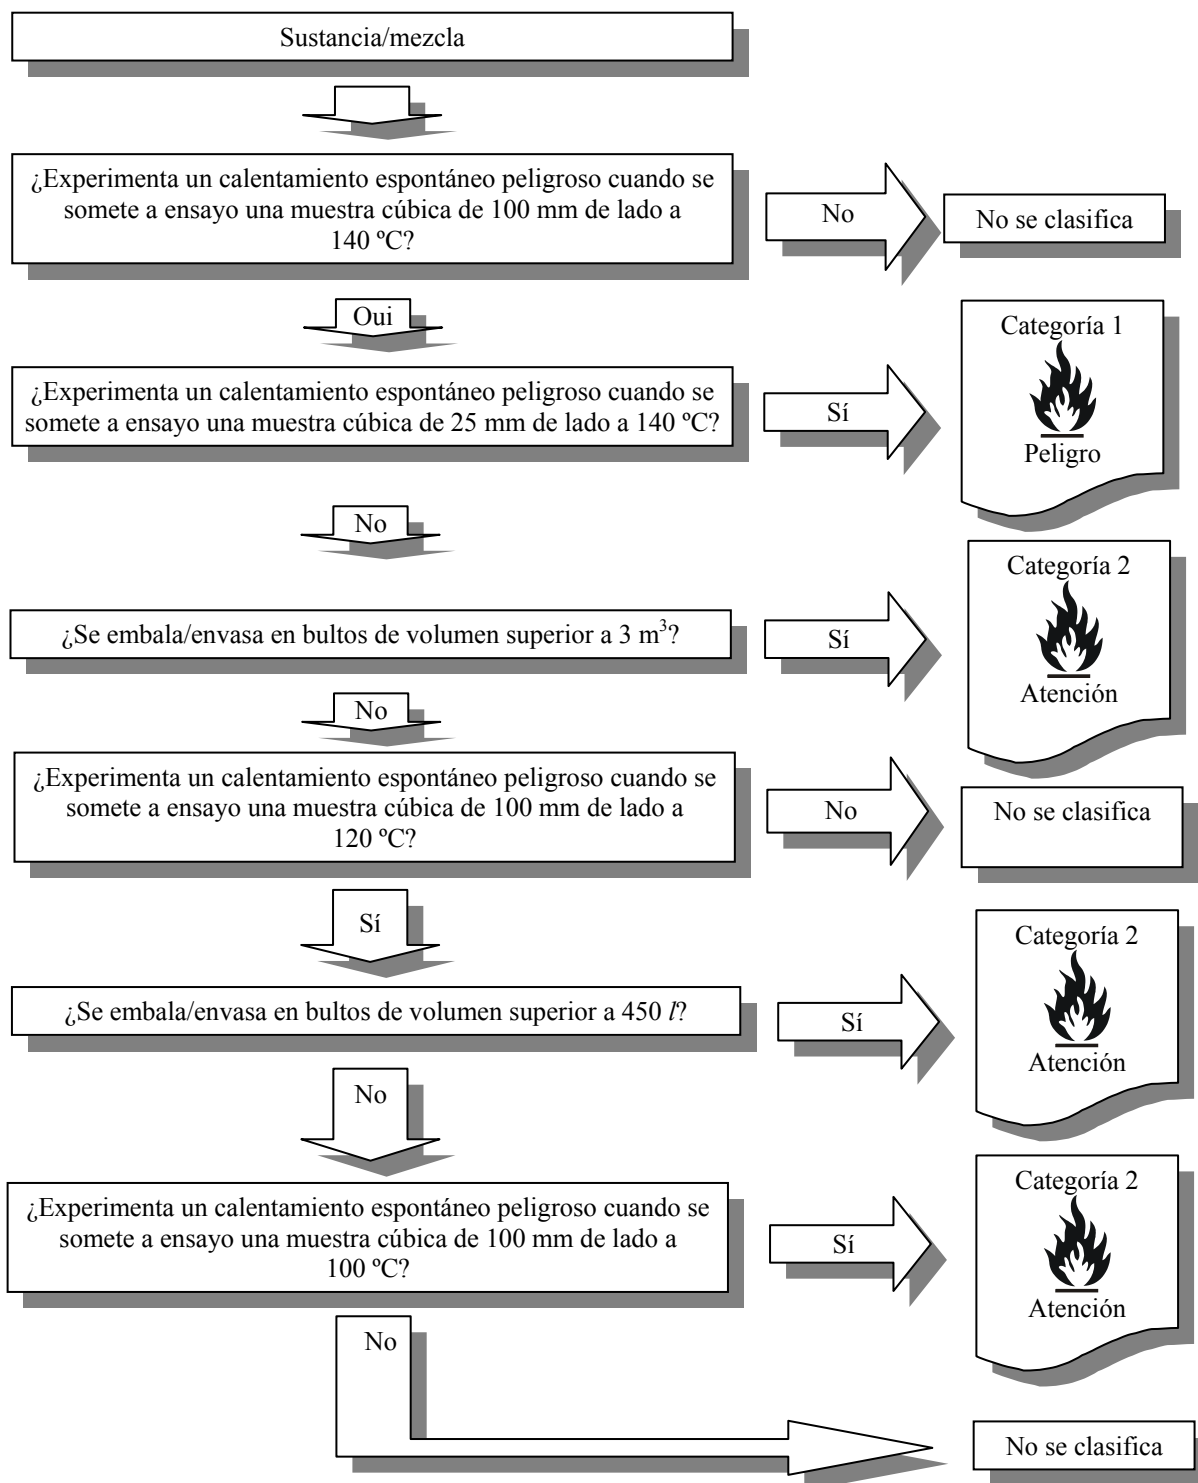 Sustancia/mezcla
¿Experimenta un calentamiento espontáneo peligroso cuando se
somete a ensayo una muestra cúbica de 100 mm de lado a
140 ºC?
No
No se clasifica
Oui
¿Experimenta un calentamiento espontáneo peligroso cuando se
somete a ensayo una muestra cúbica de 25 mm de lado a 140 ºC?
Sí
Categoría 1
Peligro
No
¿Se embala/envasa en bultos de volumen superior a 3 m³?
Sí
Categoría 2
Atención
No
¿Experimenta un calentamiento espontáneo peligroso cuando se
somete a ensayo una muestra cúbica de 100 mm de lado a
120 ºC?
No
No se clasifica
Sí
¿Se embala/envasa en bultos de volumen superior a 450 l?
Sí
Categoría 2
Atención
No
¿Experimenta un calentamiento espontáneo peligroso cuando se
somete a ensayo una muestra cúbica de 100 mm de lado a
100 ºC?
Sí
Categoría 2
Atención
No
No se clasifica